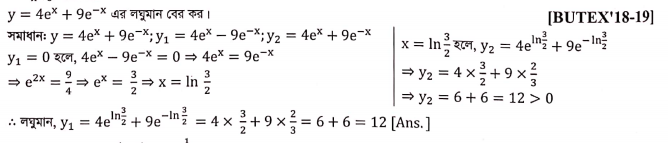 y = 4eˣ + 9e⁻ˣ এর লঘুমান বের কর। [BUTEX'18-19]
সমাধান: y = 4eˣ + 9e⁻ˣ; y₁ = 4eˣ − 9e⁻ˣ; y₂ = 4eˣ + 9e⁻ˣ
y₁ = 0 হলে, 4eˣ − 9e⁻ˣ = 0 ⇒ 4eˣ = 9e⁻ˣ
⇒ e²ˣ = 9/4 ⇒ eˣ = 3/2 ⇒ x = ln 3/2
x = ln 3/2 হলে, y₂ = 4e^(ln 3/2) + 9e^(−ln 3/2)
⇒ y₂ = 4 × 3/2 + 9 × 2/3
⇒ y₂ = 6 + 6 = 12 > 0
∴ লঘুমান, y₁ = 4e^(ln 3/2) + 9e^(−ln 3/2) = 4 × 3/2 + 9 × 2/3 = 6 + 6 = 12 [Ans.]